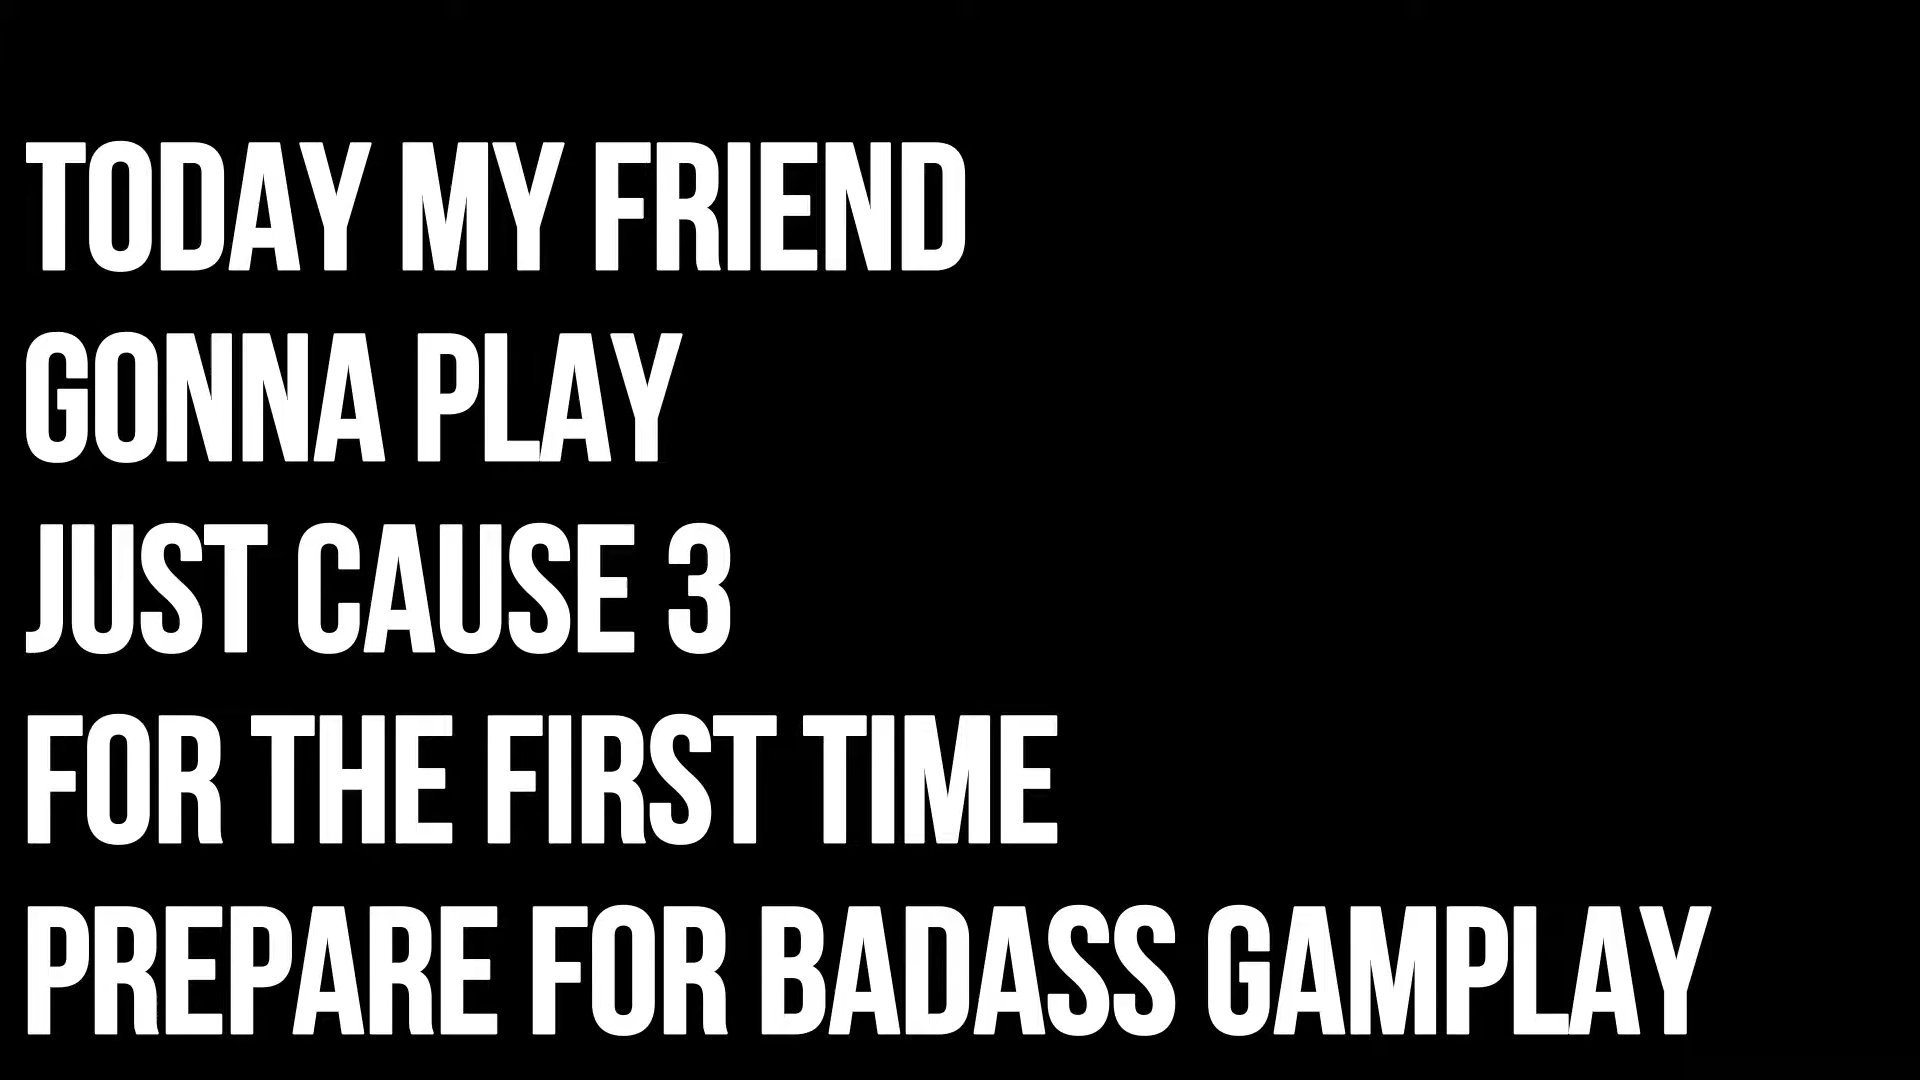 TODAY MY FRIEND
GONNA PLAY
JUST CAUSE 3
FOR THE FIRST TIME
PREPARE FOR BADASS GAMPLAY